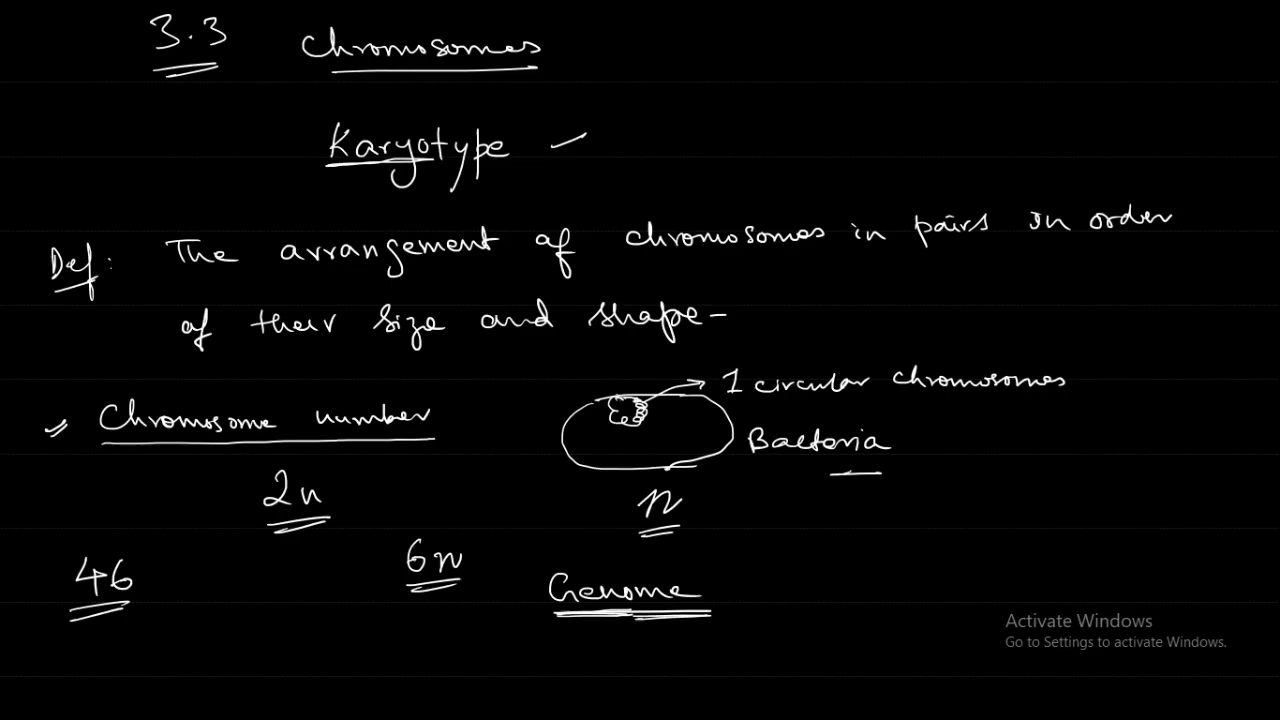 3.3 Chromosomes
Karyotype
Def: The arrangement of chromosomes in pairs in order
of their size and shape-
1 circular chromosomes
Chromosome number
Bacteria
2n
n
6n
46
Genome
Activate Windows
Go to Settings to activate Windows.